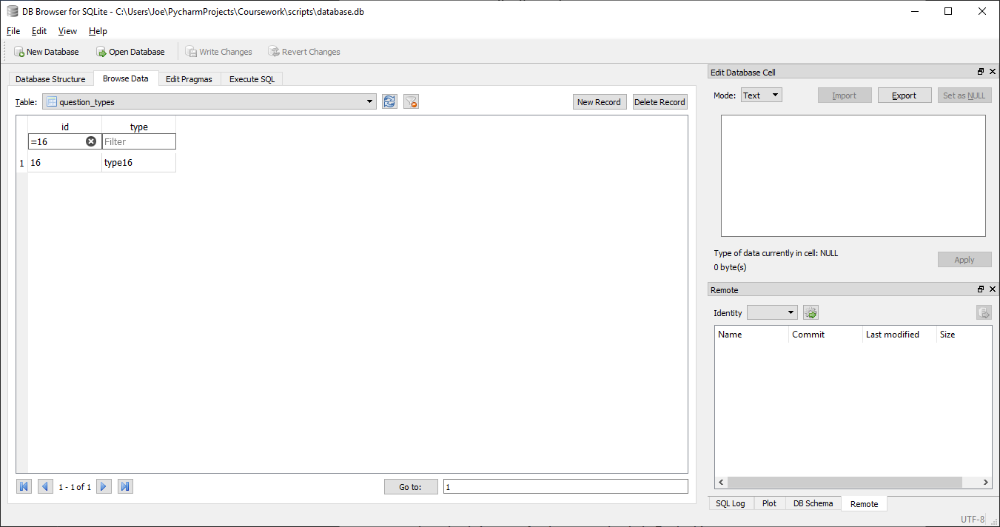 DB Browser for SQLite - C:\Users\Joe\PycharmProjects\Coursework\scripts\database.db
File Edit View Help
New Database Open Database Write Changes Revert Changes
Database Structure Browse Data Edit Pragmas Execute SQL
Table: question_types New Record Delete Record
id type
=16 Filter
1 16 type16
1 - 1 of 1 Go to: 1
Edit Database Cell
Mode: Text Import Export Set as NULL
Type of data currently in cell: NULL
0 byte(s)
Apply
Remote
Identity
Name Commit Last modified Size
SQL Log Plot DB Schema Remote
UTF-8